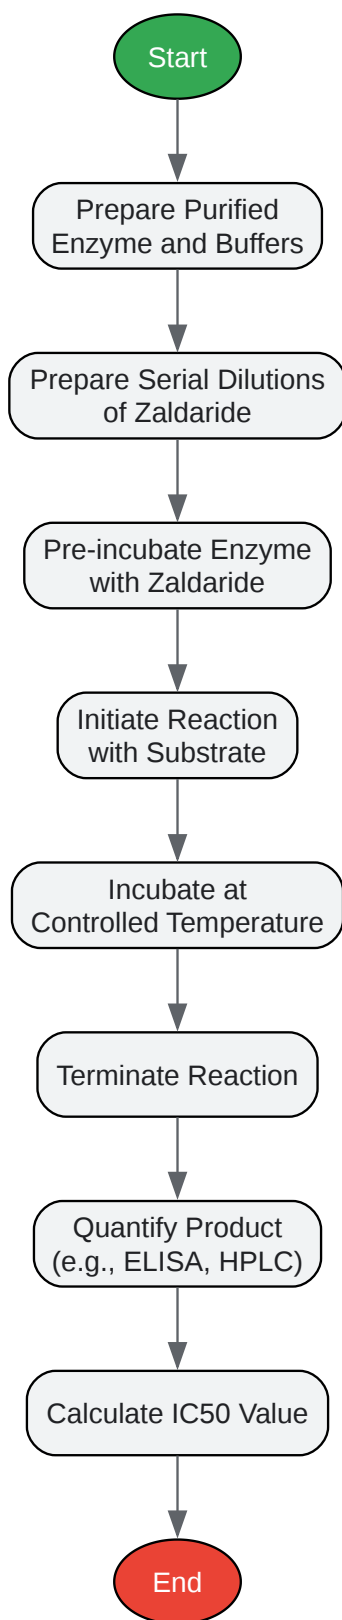 Start
Prepare Purified
Enzyme and Buffers
Prepare Serial Dilutions
of Zaldaride
Pre-incubate Enzyme
with Zaldaride
Initiate Reaction
with Substrate
Incubate at
Controlled Temperature
Terminate Reaction
Quantify Product
(e.g., ELISA, HPLC)
Calculate IC50 Value
End